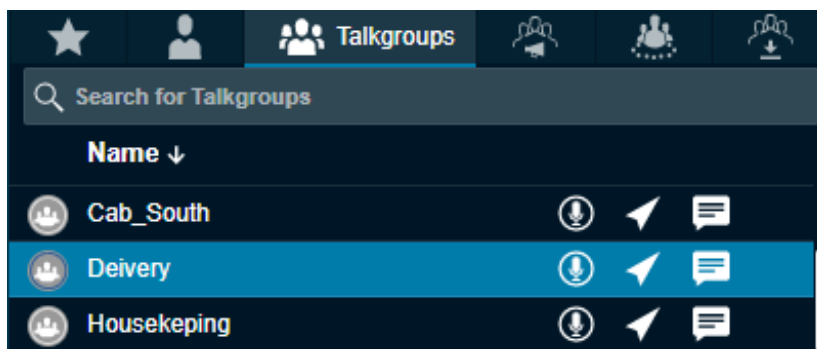 Talkgroups
Search for Talkgroups
Name ↓
Cab_South
Deivery
Housekeping